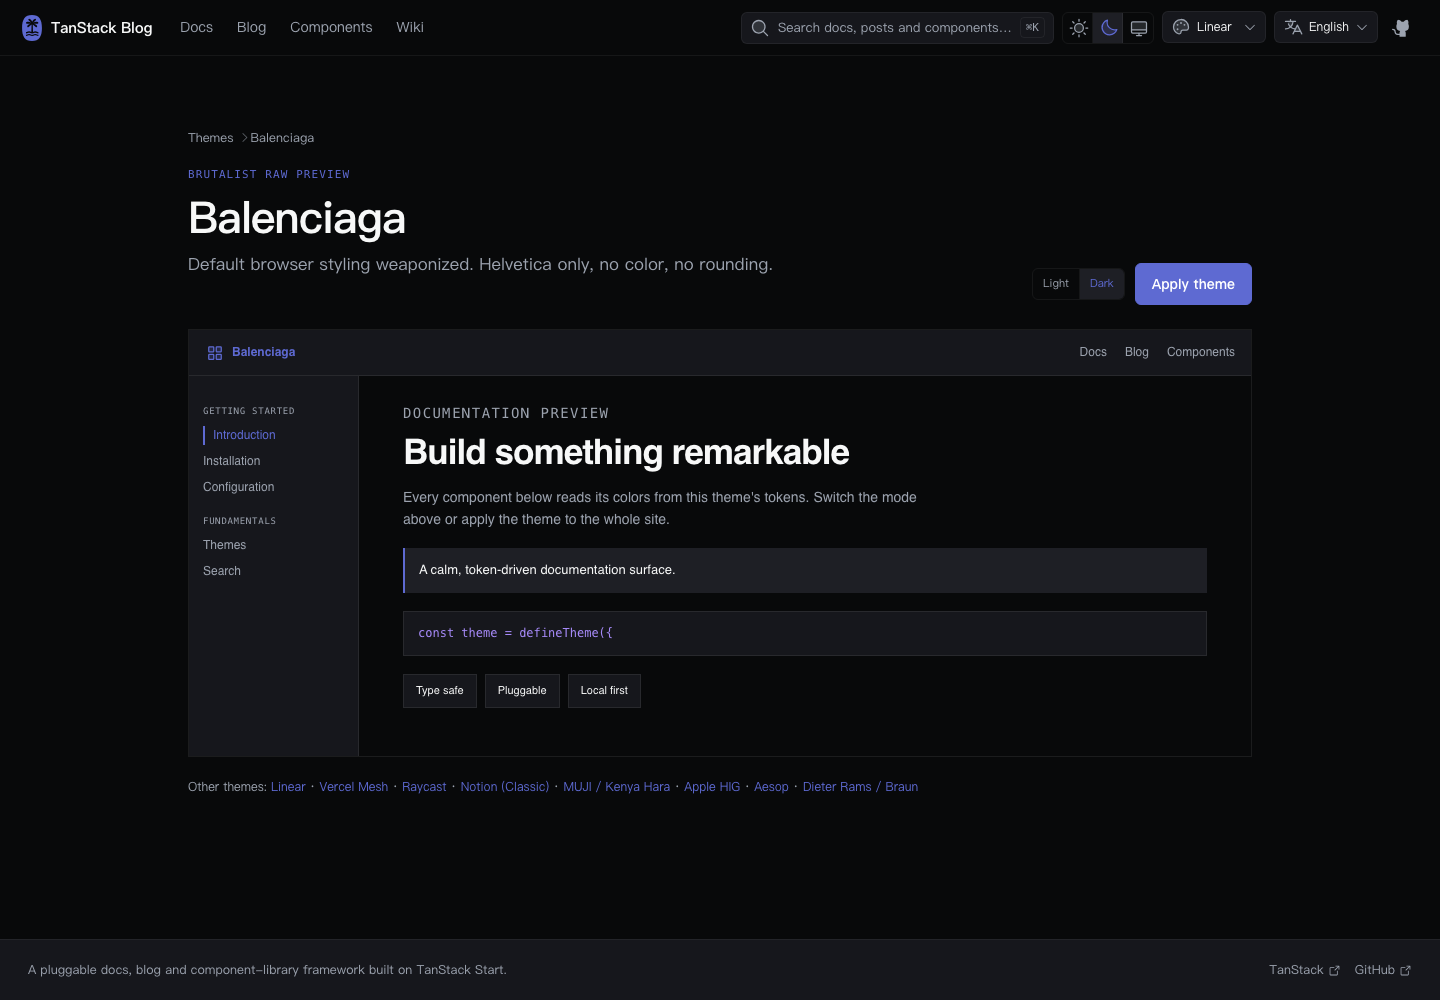 TanStack Blog
Docs
Blog
Components
Wiki
Search docs, posts and components...
⌘K
Linear
English
Themes
Balenciaga
BRUTALIST RAW PREVIEW
Balenciaga
Default browser styling weaponized. Helvetica only, no color, no rounding.
Light
Dark
Apply theme
Balenciaga
Docs
Blog
Components
GETTING STARTED
Introduction
Installation
Configuration
FUNDAMENTALS
Themes
Search
DOCUMENTATION PREVIEW
Build something remarkable
Every component below reads its colors from this theme's tokens. Switch the mode
above or apply the theme to the whole site.
A calm, token-driven documentation surface.
const theme = defineTheme({
Type safe
Pluggable
Local first
Other themes: Linear · Vercel Mesh · Raycast · Notion (Classic) · MUJI / Kenya Hara · Apple HIG · Aesop · Dieter Rams / Braun
A pluggable docs, blog and component-library framework built on TanStack Start.
TanStack
GitHub